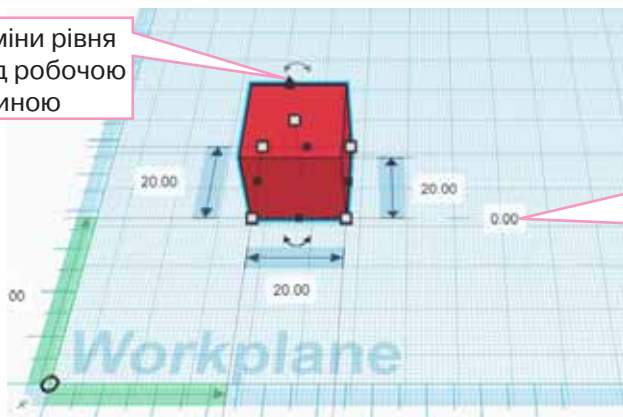 міни рівня
д робочою
иною
20.00
20.00
0.00
20.00
00
Workplane
x